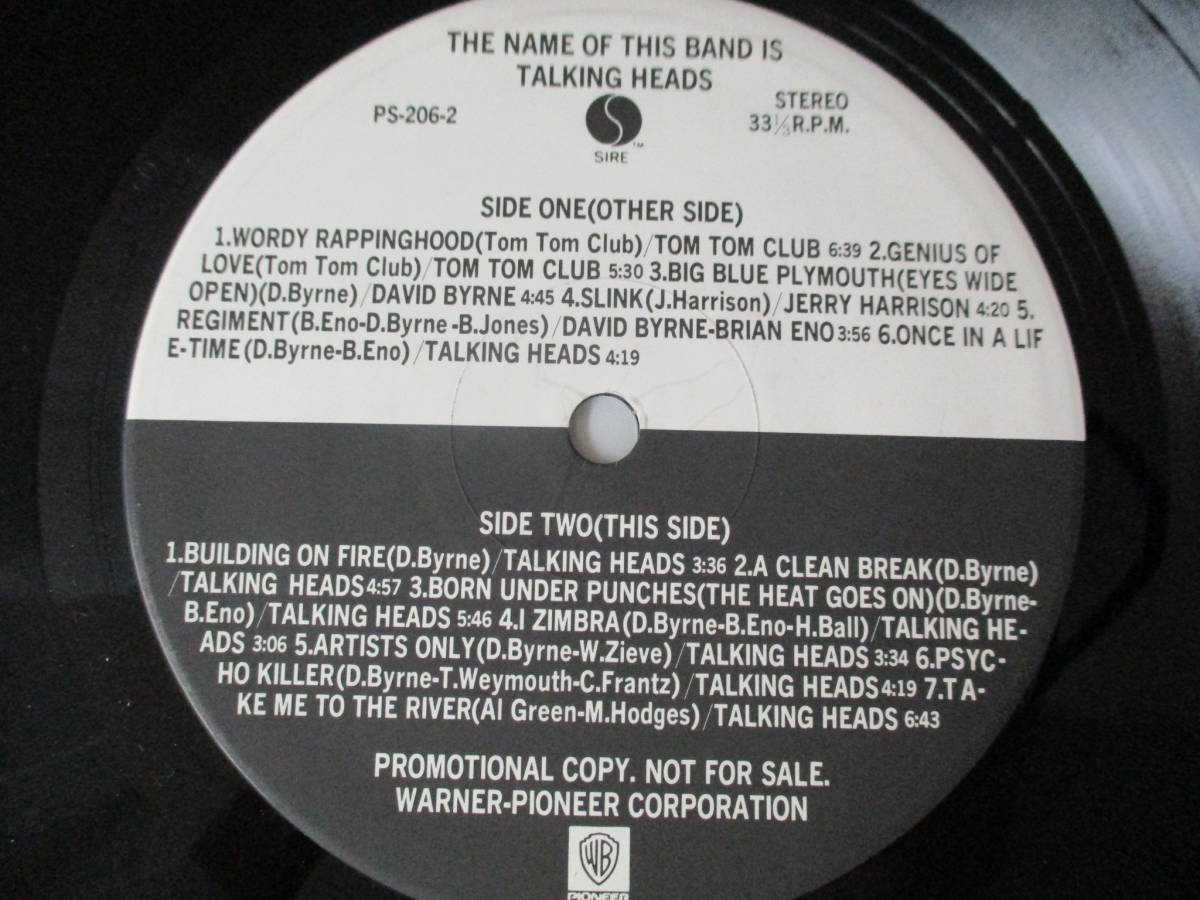 THE NAME OF THIS BAND IS
TALKING HEADS
PS-206-2
STEREO
33⅓ R.P.M.
SIRE™
SIDE ONE(OTHER SIDE)
1.WORDY RAPPINGHOOD(Tom Tom Club)/TOM TOM CLUB 6:39 2.GENIUS OF
LOVE(Tom Tom Club)/TOM TOM CLUB 5:30 3.BIG BLUE PLYMOUTH(EYES WIDE
OPEN)(D.Byrne)/DAVID BYRNE 4:45 4.SLINK(J.Harrison)/JERRY HARRISON 4:20 5.
REGIMENT(B.Eno-D.Byrne-B.Jones)/DAVID BYRNE-BRIAN ENO 3:56 6.ONCE IN A LIF
E-TIME(D.Byrne-B.Eno)/TALKING HEADS 4:19
SIDE TWO(THIS SIDE)
1.BUILDING ON FIRE(D.Byrne)/TALKING HEADS 3:36 2.A CLEAN BREAK(D.Byrne)
/TALKING HEADS 4:57 3.BORN UNDER PUNCHES(THE HEAT GOES ON)(D.Byrne-
B.Eno)/TALKING HEADS 5:46 4.I ZIMBRA(D.Byrne-B.Eno-H.Ball)/TALKING HE-
ADS 3:06 5.ARTISTS ONLY(D.Byrne-W.Zieve)/TALKING HEADS 3:34 6.PSYC-
HO KILLER(D.Byrne-T.Weymouth-C.Frantz)/TALKING HEADS 4:19 7.TA-
KE ME TO THE RIVER(Al Green-M.Hodges)/TALKING HEADS 6:43
PROMOTIONAL COPY. NOT FOR SALE.
WARNER-PIONEER CORPORATION
WB
PIONEER